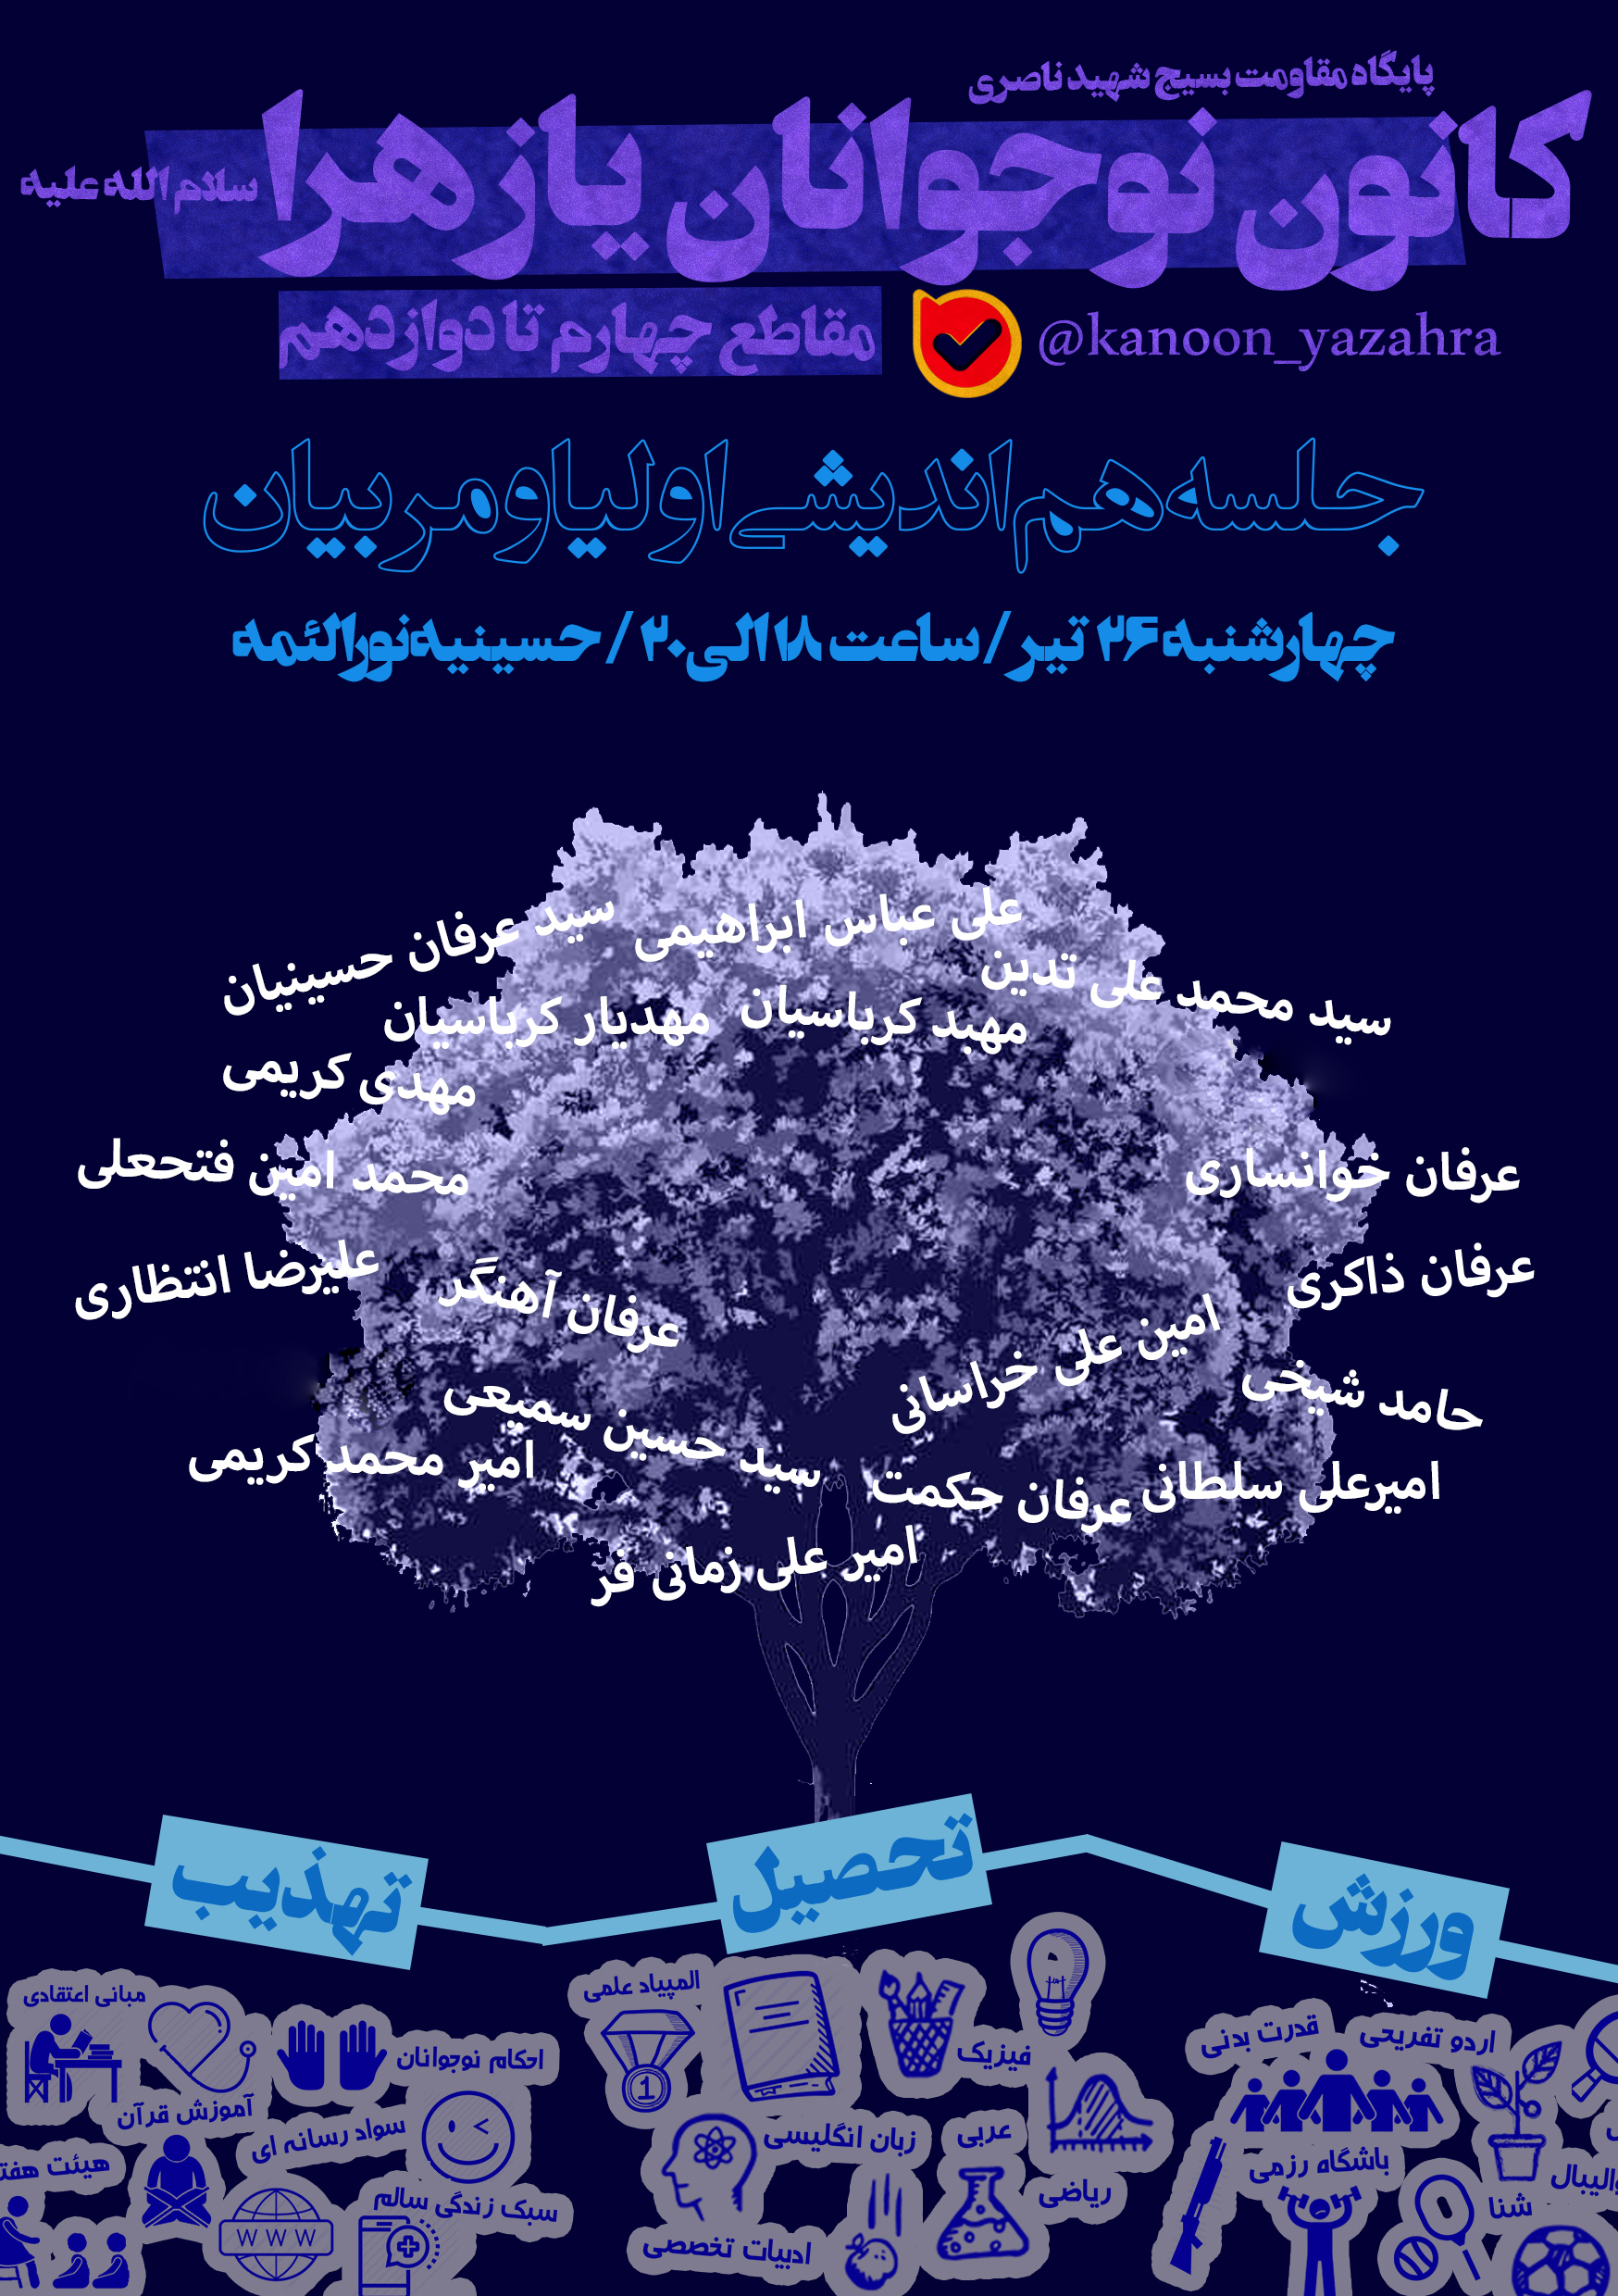 پایگاه مقاومت بسیج شهید ناصری
کانون نوجوانان یازهرا سلام الله علیه
@kanoon_yazahra
مقاطع چهارم تا دوازدهم
جلسه هم اندیشی اولیا و مربیان
چهارشنبه ۲۶ تیر / ساعت ۱۸ الی ۲۰ / حسینیه نورالئمه
علی عباس ابراهیمی
سید عرفان حسینیان
سید محمد علی تدین
مهبد کرباسیان
مهدیار کرباسیان
مهدی کریمی
عرفان خوانساری
محمد امین فتحعلی
عرفان ذاکری
علیرضا انتظاری
عرفان آهنگر
امین علی خراسانی
حامد شیخی
سید حسین سمیعی
امیر محمد کریمی
امیرعلی سلطانی
عرفان حکمت
امیر علی زمانی فر
ورزش
تحصیل
تهذیب
قدرت بدنی
اردو تفریحی
باشگاه رزمی
شنا
والیبال
المپیاد علمی
فیزیک
زبان انگلیسی
عربی
ریاضی
ادبیات تخصصی
1
مبانی اعتقادی
احکام نوجوانان
آموزش قرآن
سواد رسانه ای
هیئت
سبک زندگی سالم
WWW